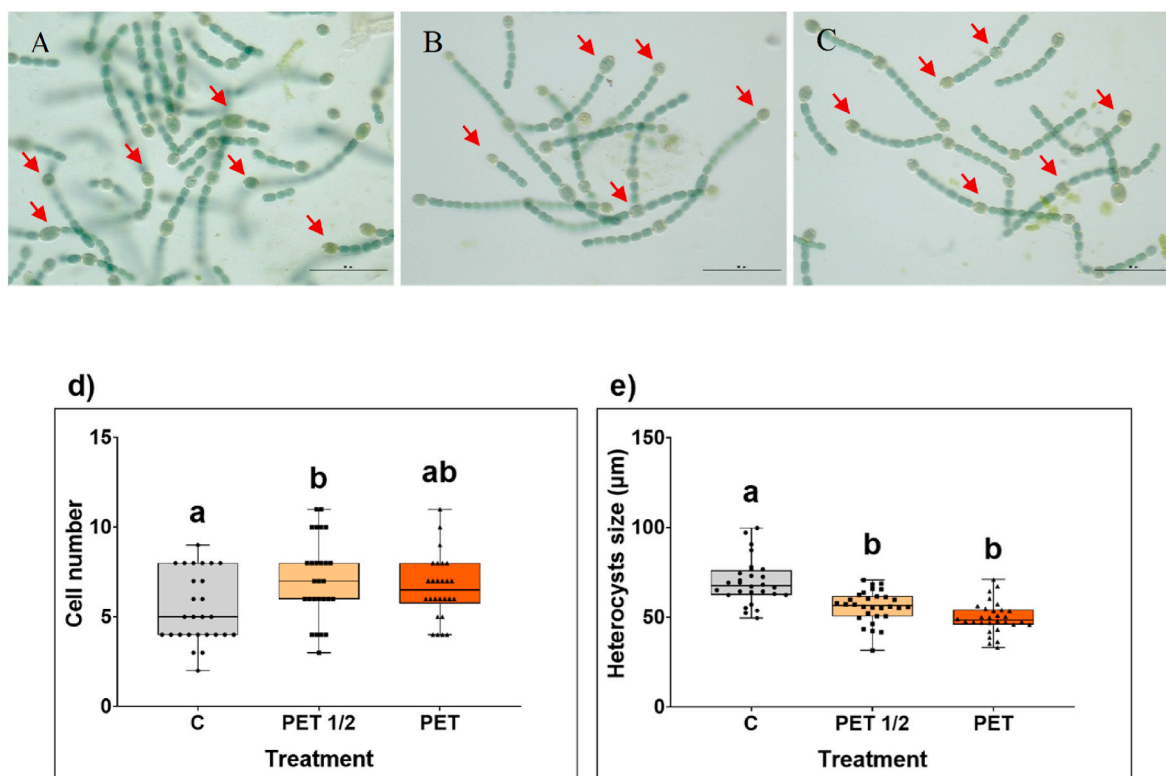 A
B
C
d)
15
10
5
0
Cell number
a
b
ab
C
PET 1/2
PET
Treatment
e)
150
100
50
0
Heterocysts size (µm)
a
b
b
C
PET 1/2
PET
Treatment